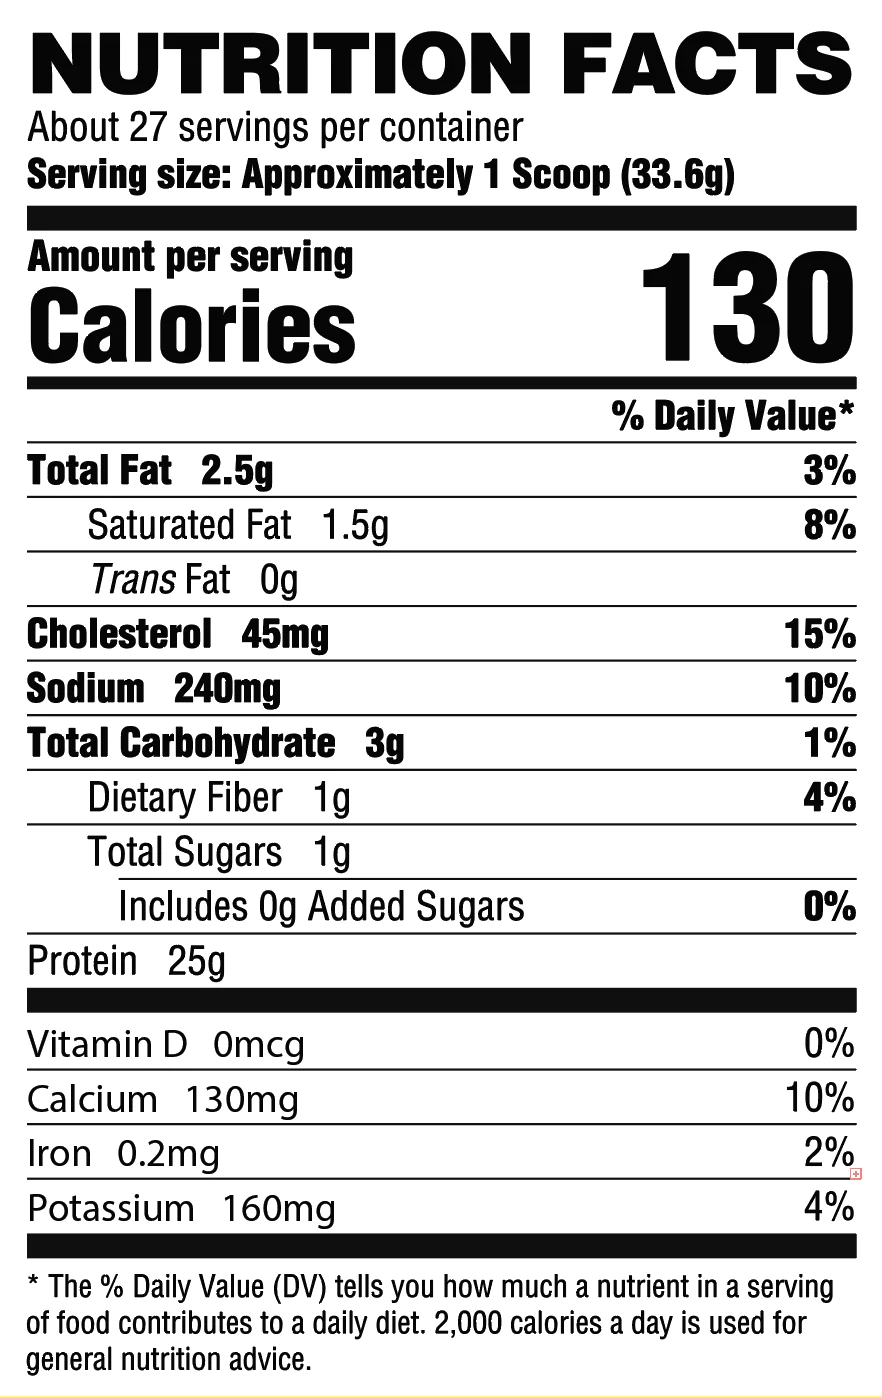 NUTRITION FACTS
About 27 servings per container
Serving size: Approximately 1 Scoop (33.6g)
Amount per serving
Calories 130
% Daily Value*
Total Fat 2.5g 3%
Saturated Fat 1.5g 8%
Trans Fat 0g
Cholesterol 45mg 15%
Sodium 240mg 10%
Total Carbohydrate 3g 1%
Dietary Fiber 1g 4%
Total Sugars 1g
Includes 0g Added Sugars 0%
Protein 25g
Vitamin D 0mcg 0%
Calcium 130mg 10%
Iron 0.2mg 2%
Potassium 160mg 4%
* The % Daily Value (DV) tells you how much a nutrient in a serving
of food contributes to a daily diet. 2,000 calories a day is used for
general nutrition advice.